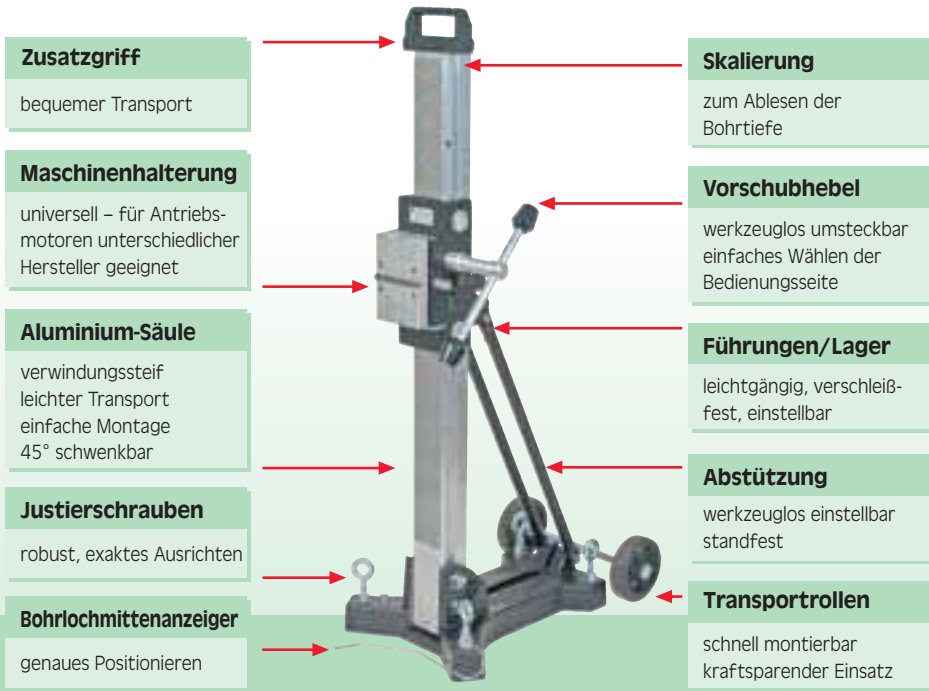 Zusatzgriff
bequemer Transport
Maschinenhalterung
universell – für Antriebs-
motoren unterschiedlicher
Hersteller geeignet
Aluminium-Säule
verwindungssteif
leichter Transport
einfache Montage
45° schwenkbar
Justierschrauben
robust, exaktes Ausrichten
Bohrlochmittenanzeiger
genaues Positionieren
Skalierung
zum Ablesen der
Bohrtiefe
Vorschubhebel
werkzeuglos umsteckbar
einfaches Wählen der
Bedienungsseite
Führungen/Lager
leichtgängig, verschleiß-
fest, einstellbar
Abstützung
werkzeuglos einstellbar
standfest
Transportrollen
schnell montierbar
kraftsparender Einsatz